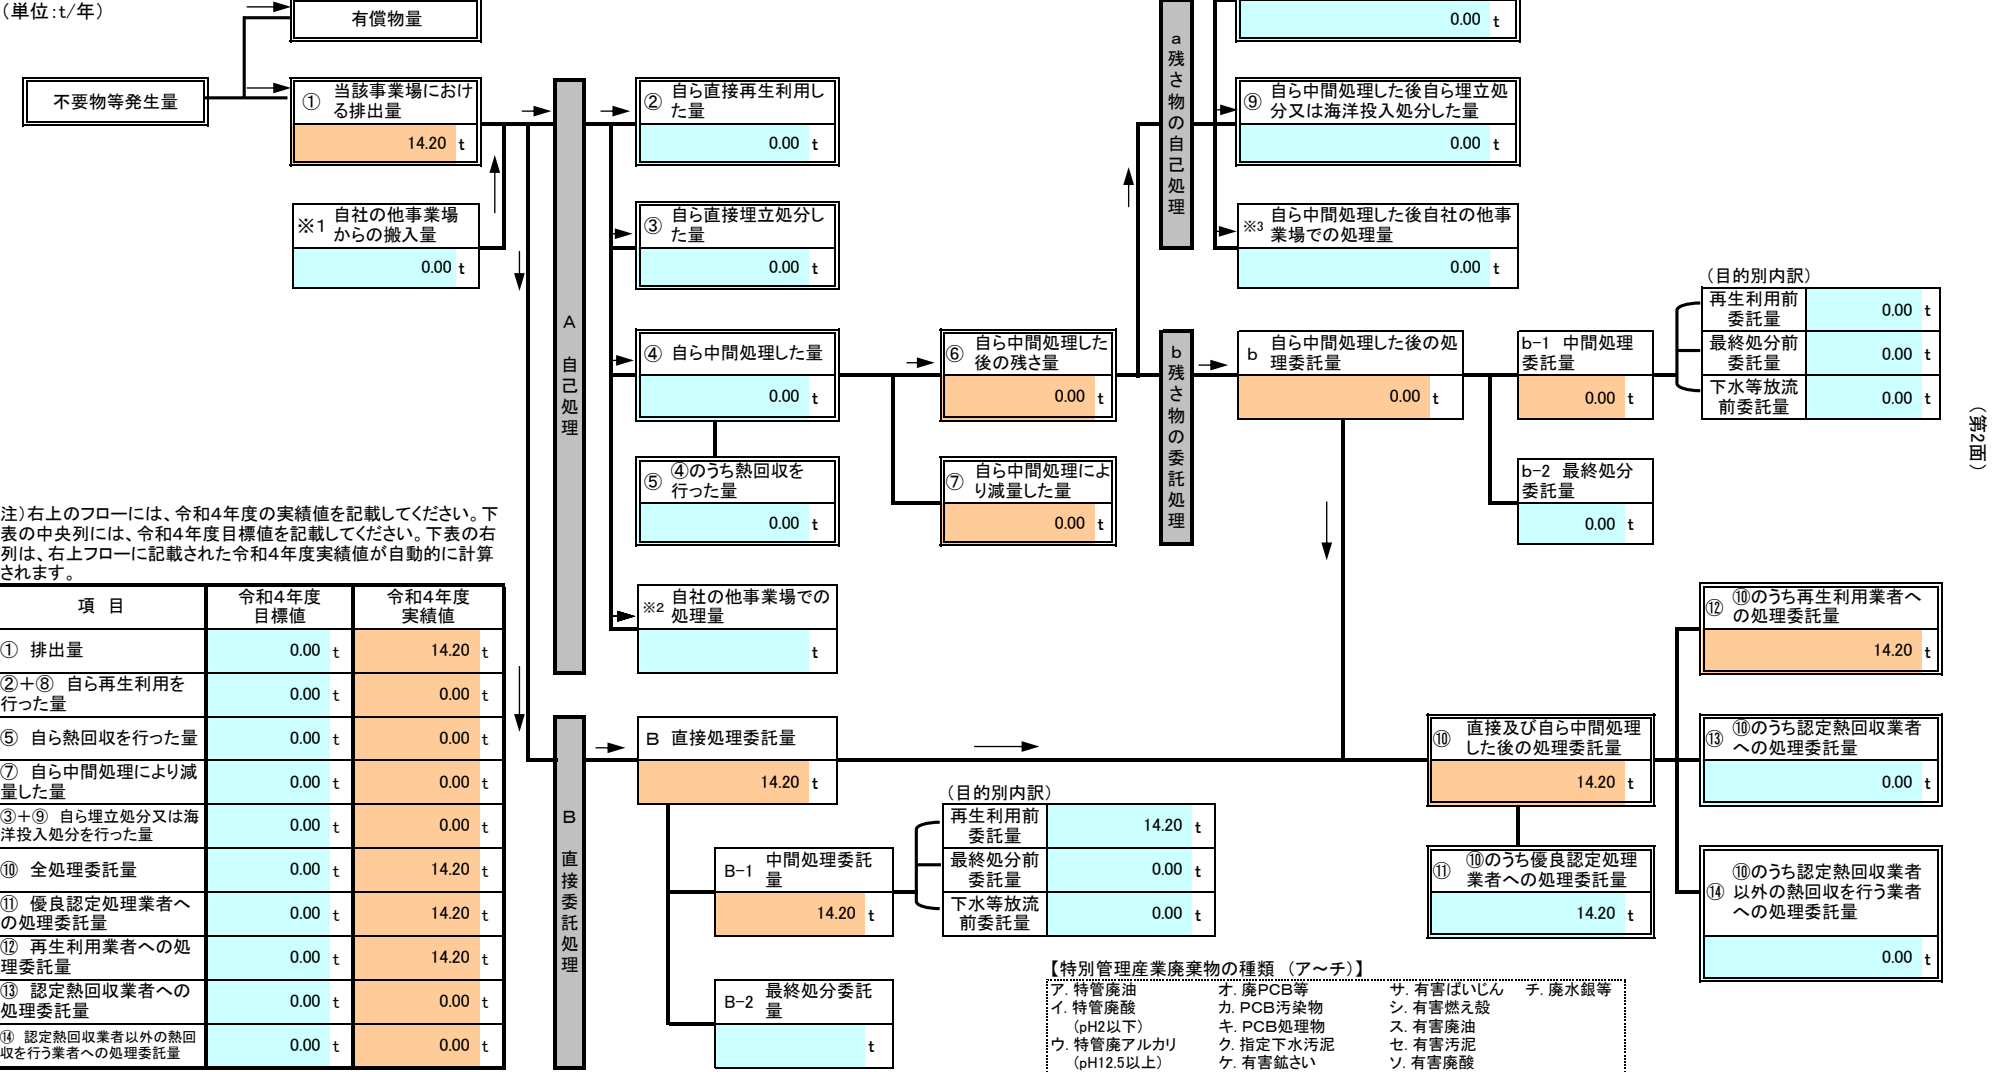 （単位：t/年）
有償物量
不要物等発生量
① 当該事業場におけ
る排出量
14.20 t
※1 自社の他事業場
からの搬入量
0.00 t
A 自己処理
② 自ら直接再生利用し
た量
0.00 t
③ 自ら直接埋立処分し
た量
0.00 t
④ 自ら中間処理した量
0.00 t
⑤ ④のうち熱回収を
行った量
0.00 t
※2 自社の他事業場での
処理量
t
⑥ 自ら中間処理した
後の残さ量
0.00 t
⑦ 自ら中間処理によ
り減量した量
0.00 t
a 残さ物の自己処理
0.00 t
⑨ 自ら中間処理した後自ら埋立処
分又は海洋投入処分した量
0.00 t
※3 自ら中間処理した後自社の他事
業場での処理量
0.00 t
b 残さ物の委託処理
b 自ら中間処理した後の処
理委託量
0.00 t
b-1 中間処理
委託量
0.00 t
b-2 最終処分
委託量
0.00 t
（目的別内訳）
再生利用前
委託量 0.00 t
最終処分前
委託量 0.00 t
下水等放流
前委託量 0.00 t
（第2面）
注）右上のフローには、令和４年度の実績値を記載してください。下
表の中央列には、令和４年度目標値を記載してください。下表の右
列は、右上フローに記載された令和４年度実績値が自動的に計算
されます。
項 目 令和４年度
目標値 令和４年度
実績値
① 排出量 0.00 t 14.20 t
②＋⑧ 自ら再生利用を
行った量 0.00 t 0.00 t
⑤ 自ら熱回収を行った量 0.00 t 0.00 t
⑦ 自ら中間処理により減
量した量 0.00 t 0.00 t
③＋⑨ 自ら埋立処分又は海
洋投入処分を行った量 0.00 t 0.00 t
⑩ 全処理委託量 0.00 t 14.20 t
⑪ 優良認定処理業者へ
の処理委託量 0.00 t 14.20 t
⑫ 再生利用業者への処
理委託量 0.00 t 14.20 t
⑬ 認定熱回収業者への
処理委託量 0.00 t 0.00 t
⑭ 認定熱回収業者以外の熱回
収を行う業者への処理委託量 0.00 t 0.00 t
B 直接委託処理
B 直接処理委託量
14.20 t
B-1 中間処理委託
量
14.20 t
B-2 最終処分委託
量
t
（目的別内訳）
再生利用前
委託量 14.20 t
最終処分前
委託量 0.00 t
下水等放流
前委託量 0.00 t
⑩ 直接及び自ら中間処理
した後の処理委託量
14.20 t
⑪ ⑩のうち優良認定処理
業者への処理委託量
14.20 t
⑫ ⑩のうち再生利用業者へ
の処理委託量
14.20 t
⑬ ⑩のうち認定熱回収業者
への処理委託量
0.00 t
⑭ ⑩のうち認定熱回収業者
以外の熱回収を行う業者
への処理委託量
0.00 t
【特別管理産業廃棄物の種類 （ア～チ）】
ア. 特管廃油 オ. 廃PCB等 サ. 有害ばいじん チ. 廃水銀等
イ. 特管廃酸 カ. PCB汚染物 シ. 有害燃え殻
（pH2以下） キ. PCB処理物 ス. 有害廃油
ウ. 特管廃アルカリ ク. 指定下水汚泥 セ. 有害汚泥
（pH12.5以上） ケ. 有害鉱さい ソ. 有害廃酸